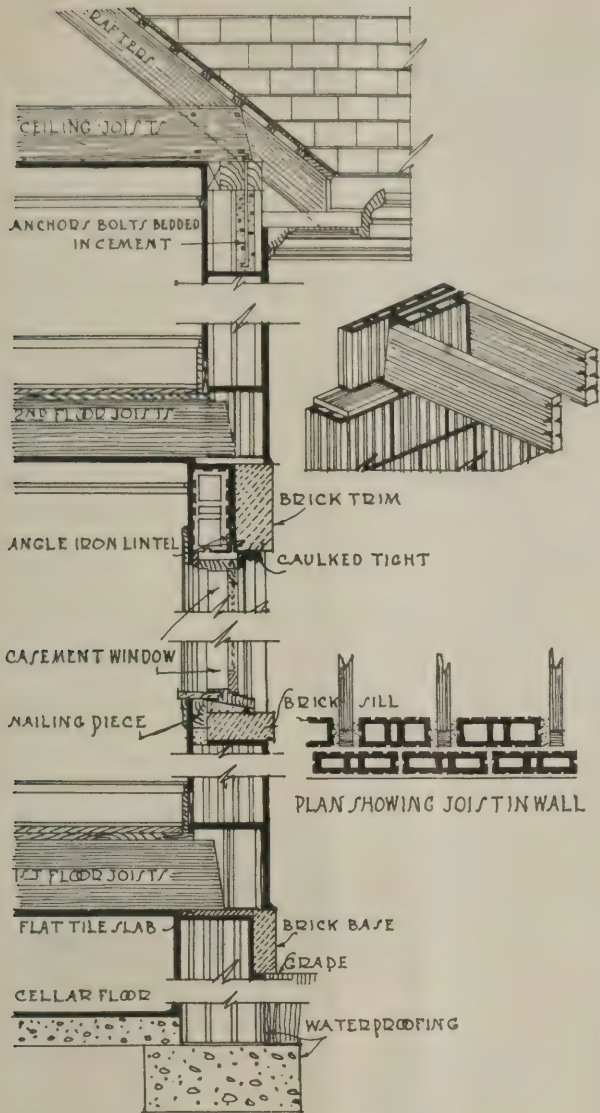 RAFTERS
CEILING JOISTS
ANCHORS BOLTS BEDDED
IN CEMENT
2ND FLOOR JOISTS
BRICK TRIM
ANGLE IRON LINTEL
CAULKED TIGHT
CASEMENT WINDOW
BRICK SILL
NAILING PIECE
PLAN SHOWING JOIST IN WALL
1ST FLOOR JOISTS
FLAT TILE SLAB
BRICK BASE
GRADE
CELLAR FLOOR
WATERPROOFING